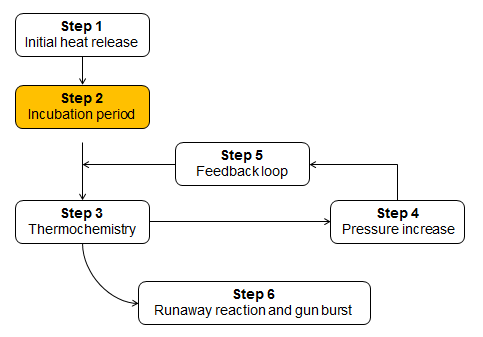 Step 1
Initial heat release
Step 2
Incubation period
Step 5
Feedback loop
Step 3
Thermochemistry
Step 4
Pressure increase
Step 6
Runaway reaction and gun burst